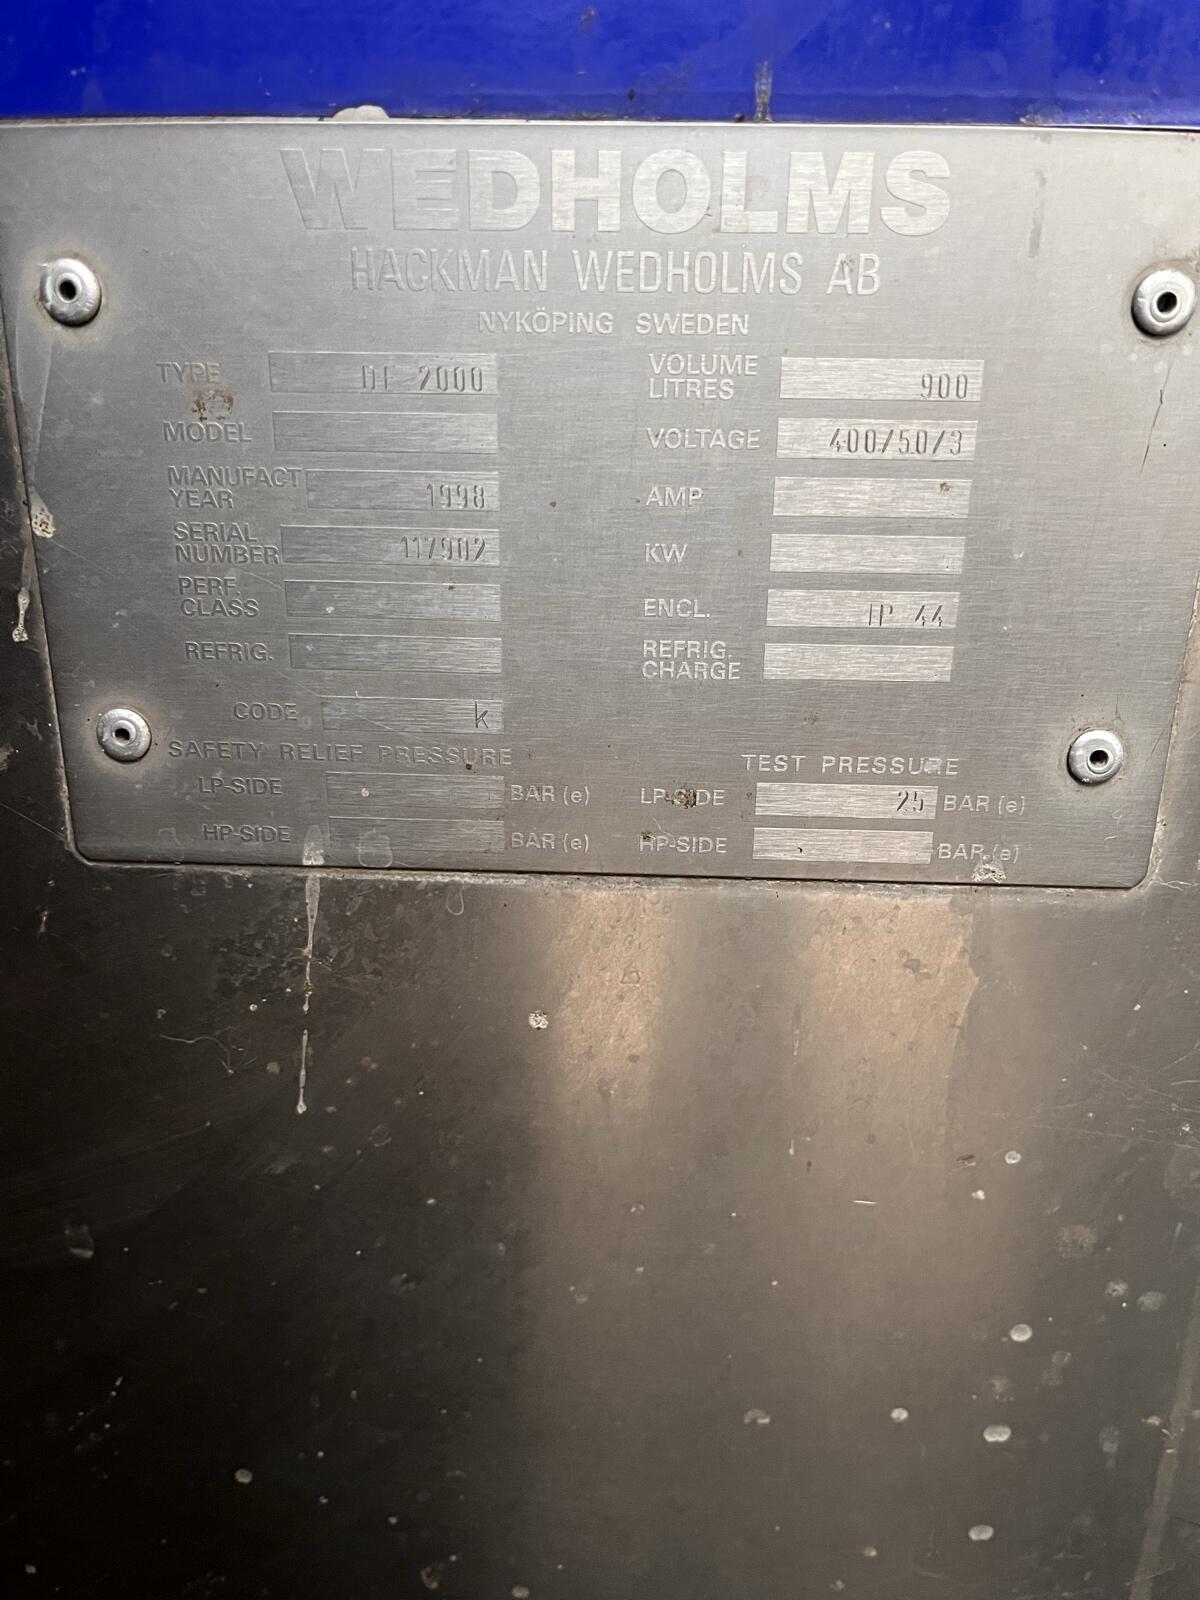 WEDHOLMS
HACKMAN WEDHOLMS AB
NYKÖPING SWEDEN
TYPE DF 2000
VOLUME LITRES 900
MODEL
VOLTAGE 400/50/3
MANUFACT YEAR 1998
AMP
SERIAL NUMBER 117902
KW
PERF. CLASS
ENCL. IP 44
REFRIG.
REFRIG. CHARGE
CODE k
SAFETY RELIEF PRESSURE
LP-SIDE BAR (e)
HP-SIDE BAR (e)
TEST PRESSURE
LP-SIDE 25 BAR (e)
HP-SIDE BAR (e)